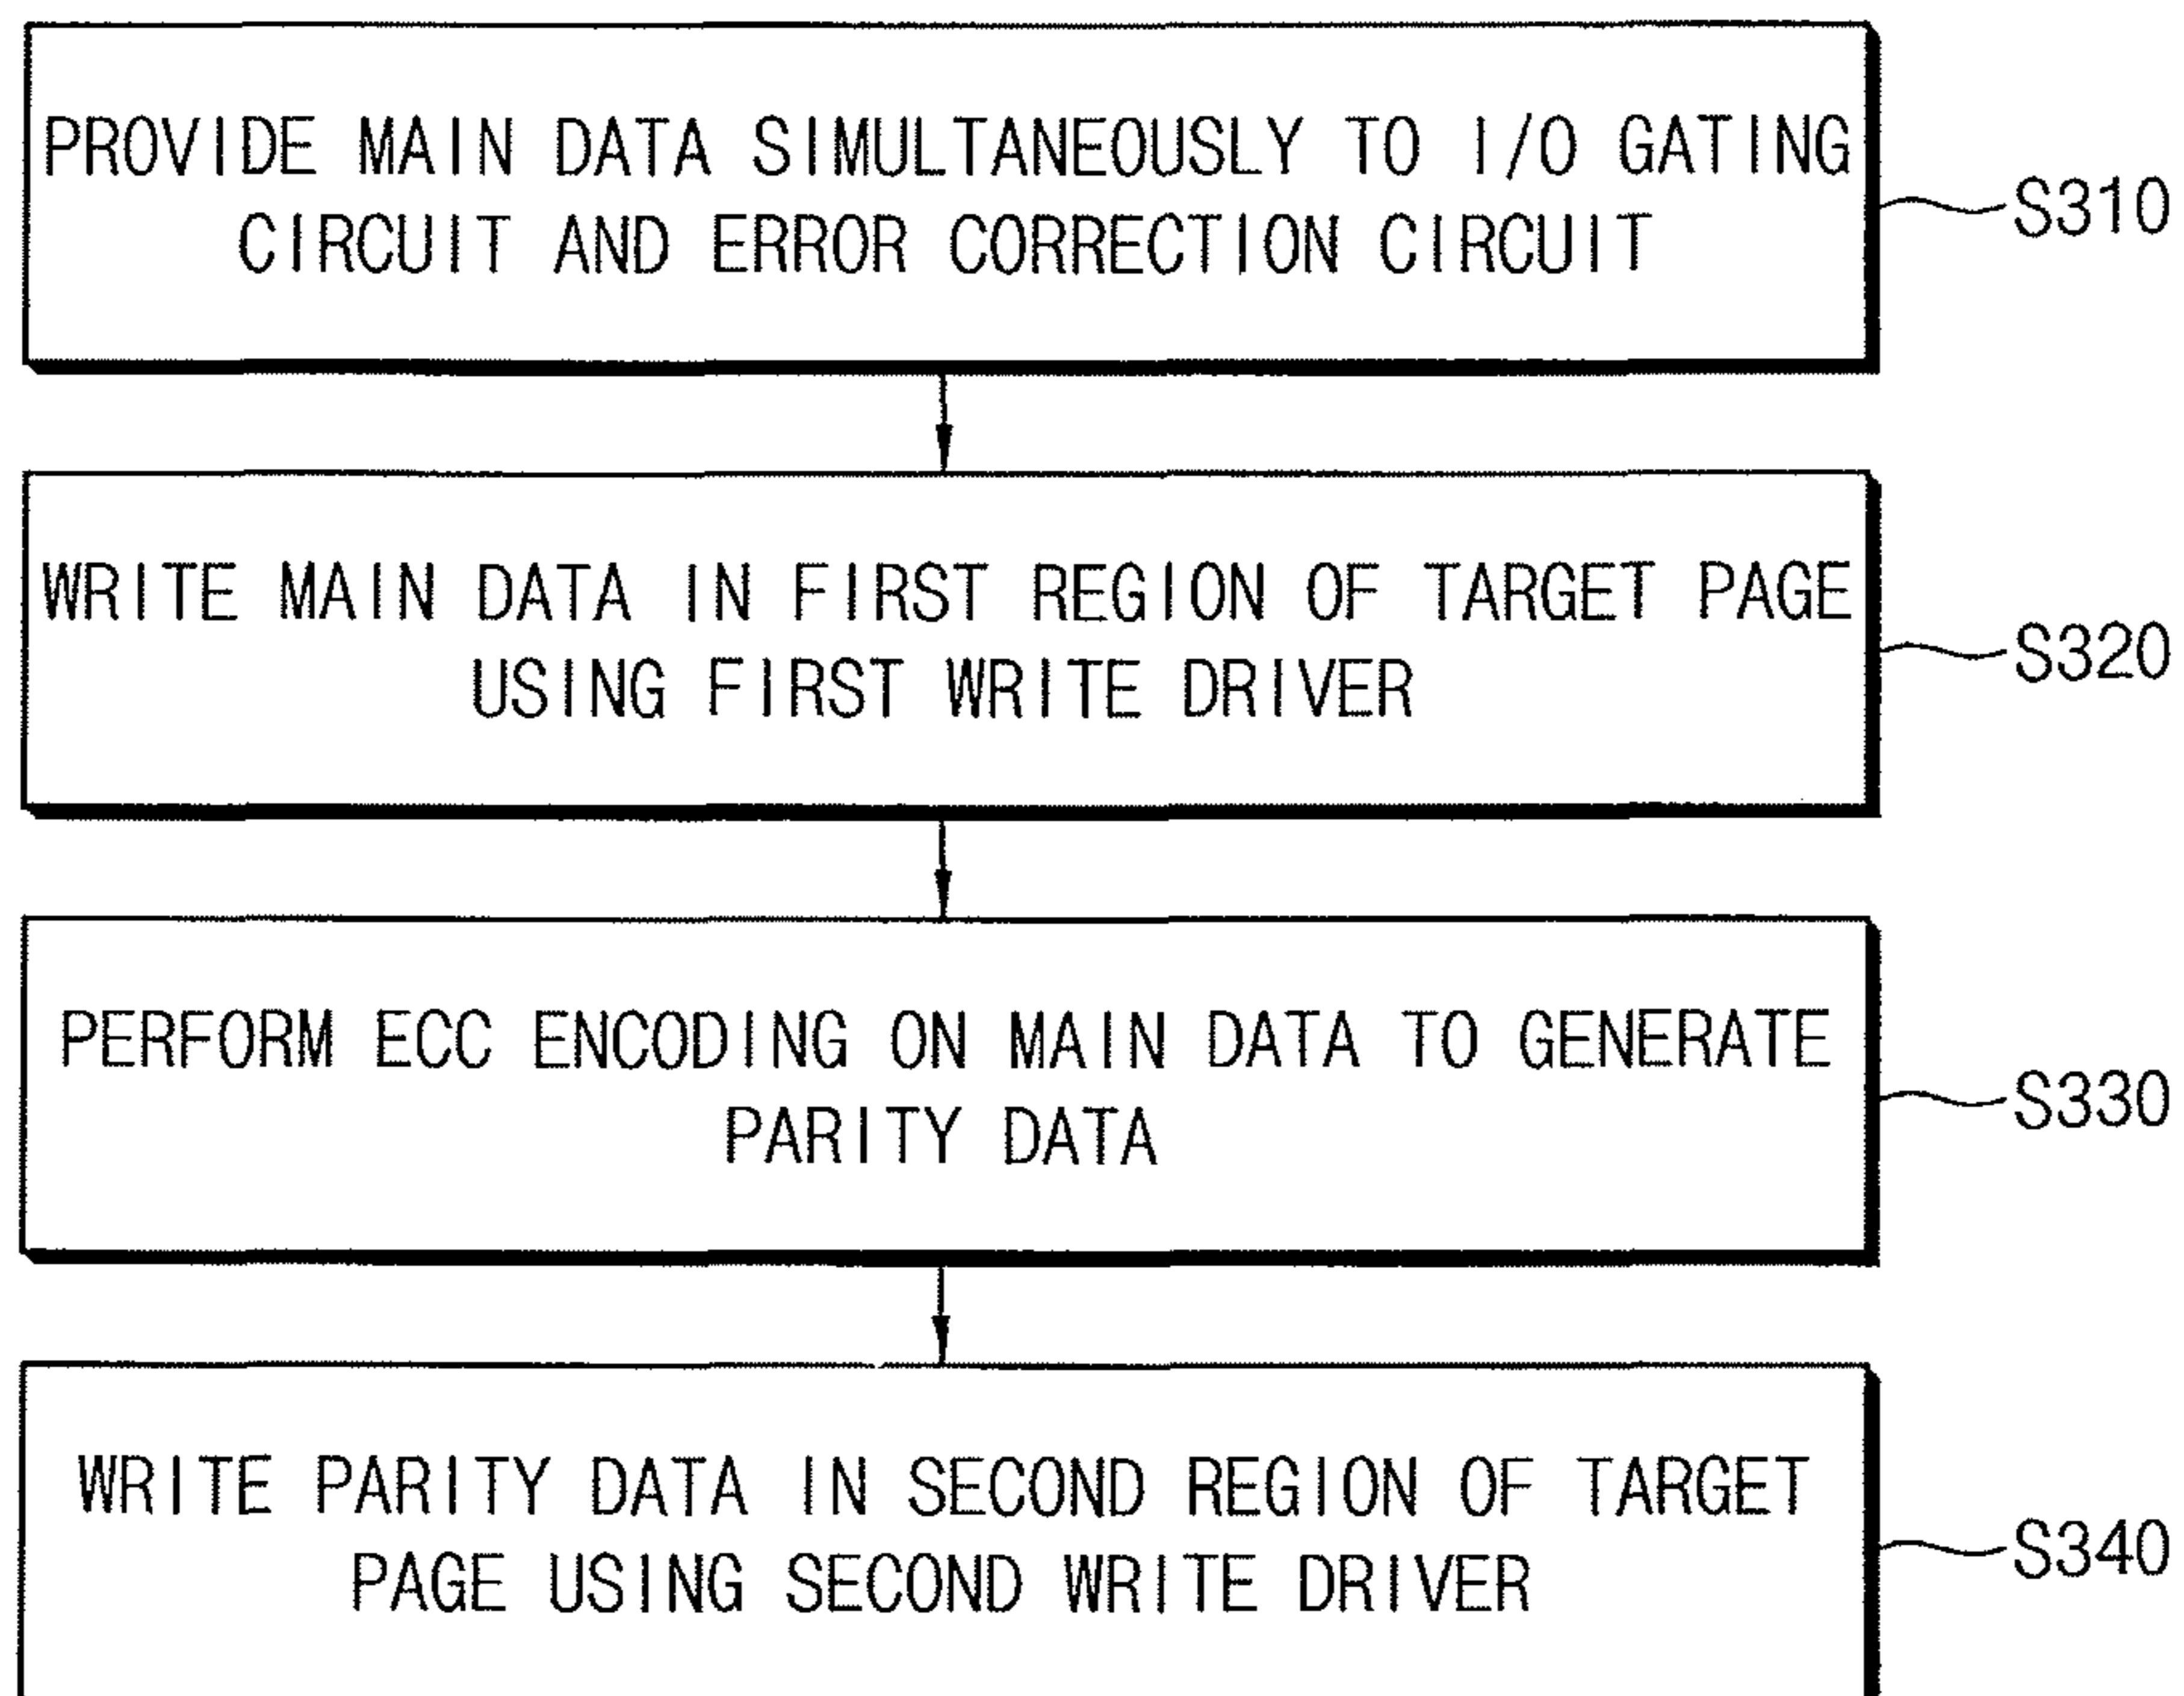 PROVIDE MAIN DATA SIMULTANEOUSLY TO I/O GATING
CIRCUIT AND ERROR CORRECTION CIRCUIT
S310
WRITE MAIN DATA IN FIRST REGION OF TARGET PAGE
USING FIRST WRITE DRIVER
S320
PERFORM ECC ENCODING ON MAIN DATA TO GENERATE
PARITY DATA
S330
WRITE PARITY DATA IN SECOND REGION OF TARGET
PAGE USING SECOND WRITE DRIVER
S340